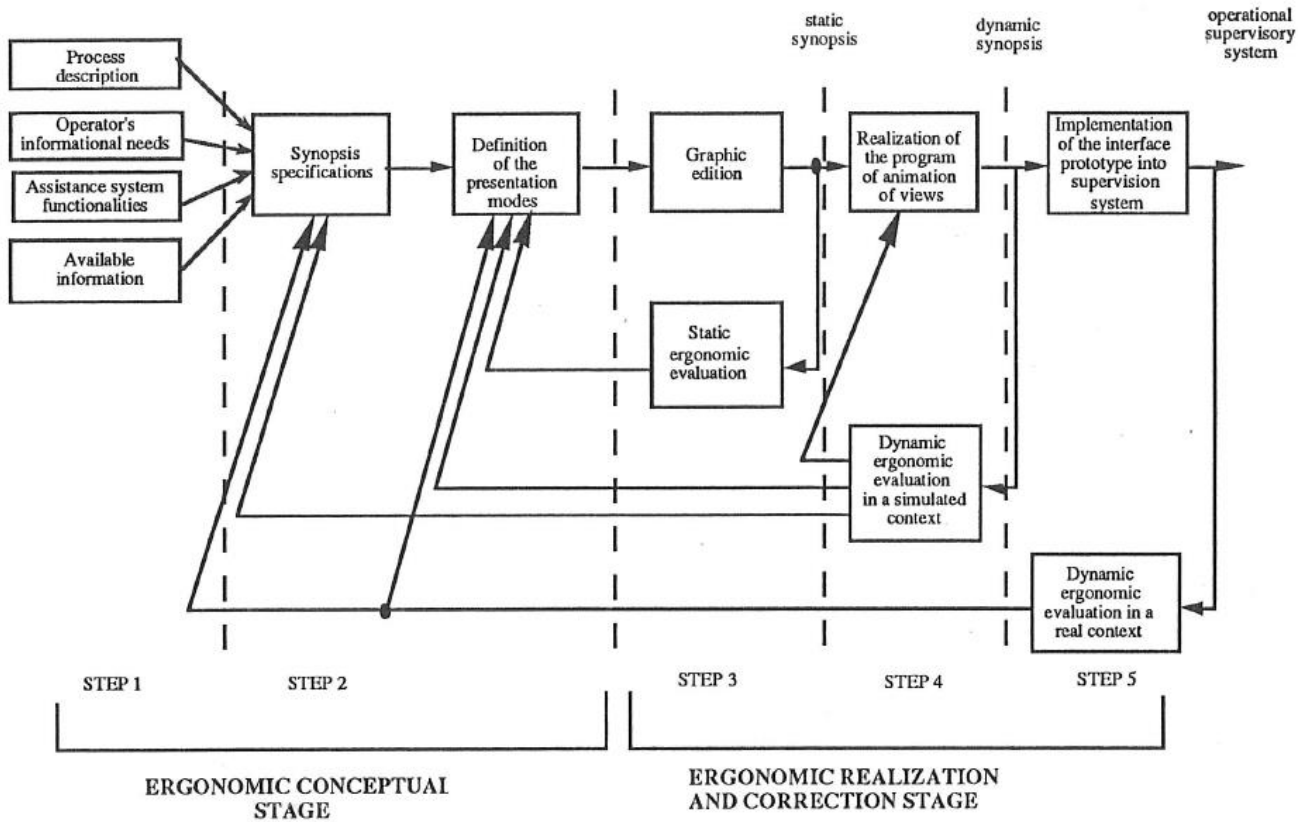 static
synopsis
dynamic
synopsis
operational
supervisory
system
Process
description
Operator's
informational needs
Assistance system
functionalities
Available
information
Synopsis
specifications
Definition
of the
presentation
modes
Graphic
edition
Realization of
the program
of animation
of views
Implementation
of the interface
prototype into
supervision
system
Static
ergonomic
evaluation
Dynamic
ergonomic
evaluation
in a simulated
context
Dynamic
ergonomic
evaluation in a
real context
STEP 1
STEP 2
STEP 3
STEP 4
STEP 5
ERGONOMIC CONCEPTUAL
STAGE
ERGONOMIC REALIZATION
AND CORRECTION STAGE